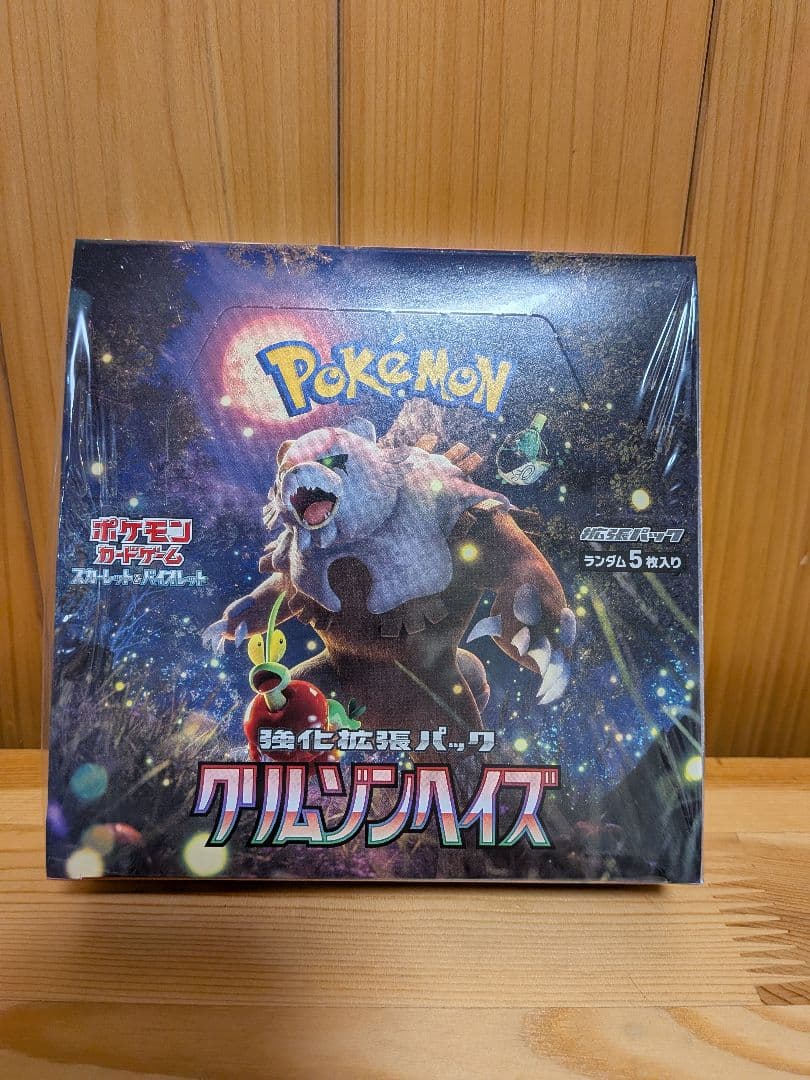 POKéMON
ポケモン
カードゲーム
スカーレット&バイオレット
拡張パック
ランダム5枚入り
強化拡張パック
クリムゾンヘイズ